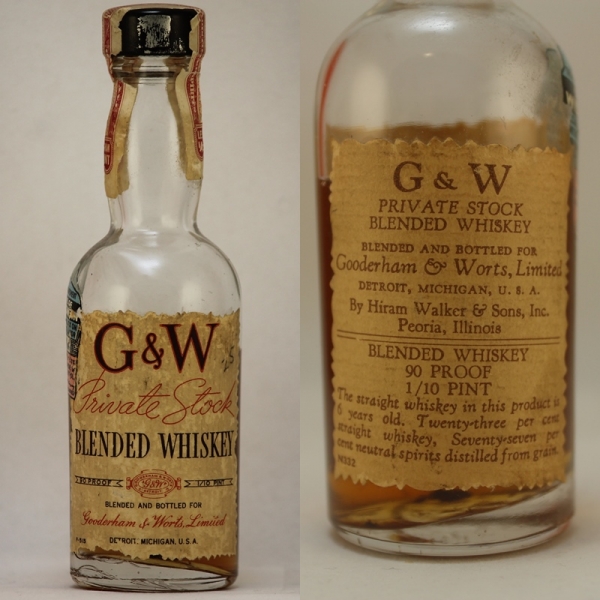 G & W
Private Stock
BLENDED WHISKEY
90 PROOF
1/10 PINT
BLENDED AND BOTTLED FOR
Gooderham & Worts, Limited
DETROIT, MICHIGAN, U.S.A.
G & W
PRIVATE STOCK
BLENDED WHISKEY
BLENDED AND BOTTLED FOR
Gooderham & Worts, Limited
DETROIT, MICHIGAN, U. S. A.
By Hiram Walker & Sons, Inc.
Peoria, Illinois
BLENDED WHISKEY
90 PROOF
1/10 PINT
The straight whiskey in this product is
6 years old. Twenty-three per cent
straight whiskey, Seventy-seven per
cent neutral spirits distilled from grain.